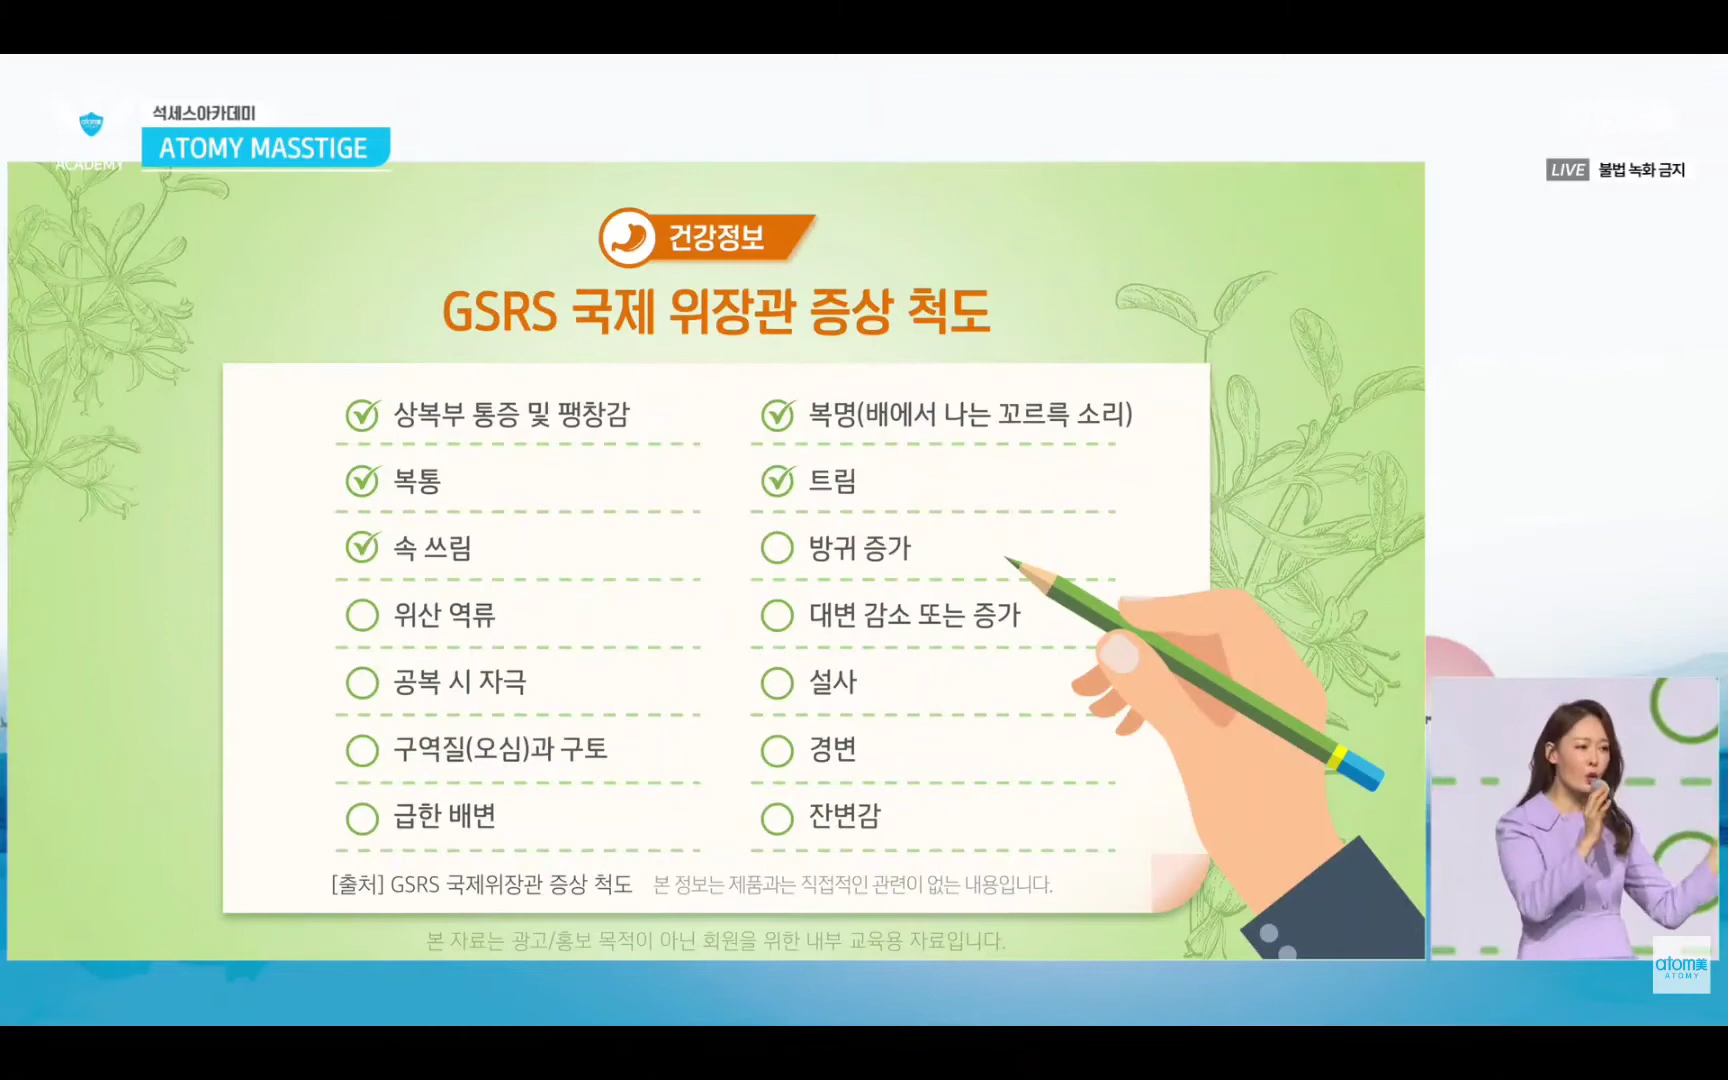 석세스아카데미
ATOMY MASSTIGE
ACADEMY
LIVE 불법 녹화 금지
건강정보
GSRS 국제 위장관 증상 척도
상복부 통증 및 팽창감
복통
속 쓰림
위산 역류
공복 시 자극
구역질(오심)과 구토
급한 배변
복명(배에서 나는 꼬르륵 소리)
트림
방귀 증가
대변 감소 또는 증가
설사
경변
잔변감
[출처] GSRS 국제위장관 증상 척도 본 정보는 제품과는 직접적인 관련이 없는 내용입니다.
본 자료는 광고/홍보 목적이 아닌 회원을 위한 내부 교육용 자료입니다.
atom美
ATOMY